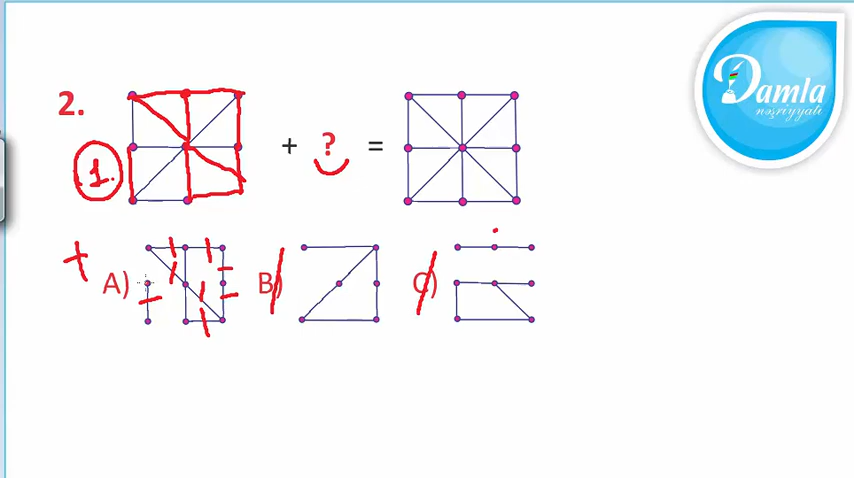 2.
1.
+ ? =
Damla
nəşriyyatı
+ A) B) C)